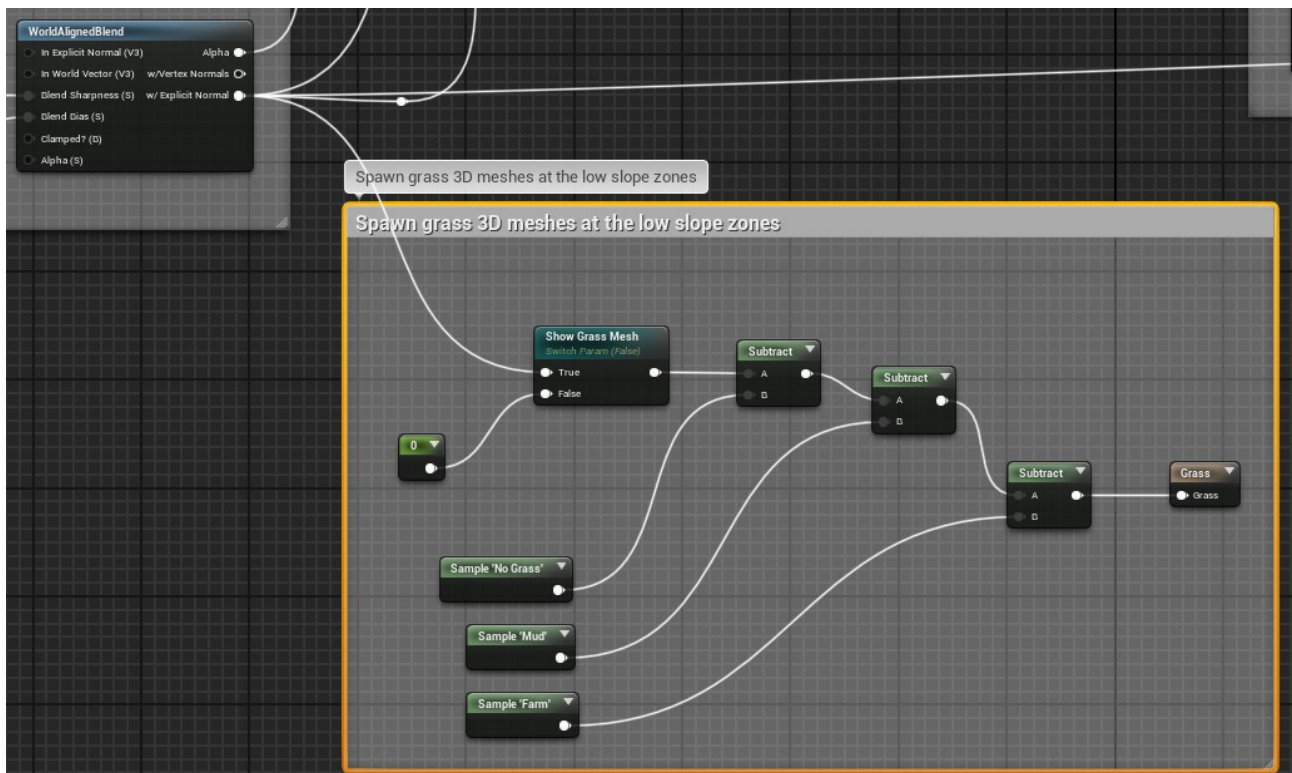 WorldAlignedBlend
In Explicit Normal (V3) Alpha
In World Vector (V3) w/Vertex Normals
Blend Sharpness (S) w/ Explicit Normal
Blend Bias (S)
Clamped? (B)
Alpha (S)
Spawn grass 3D meshes at the low slope zones
Spawn grass 3D meshes at the low slope zones
Show Grass Mesh
Switch Param (False)
True
False
0
Subtract
A
B
Subtract
A
B
Subtract
A
B
Grass
Grass
Sample 'No Grass'
Sample 'Mud'
Sample 'Farm'